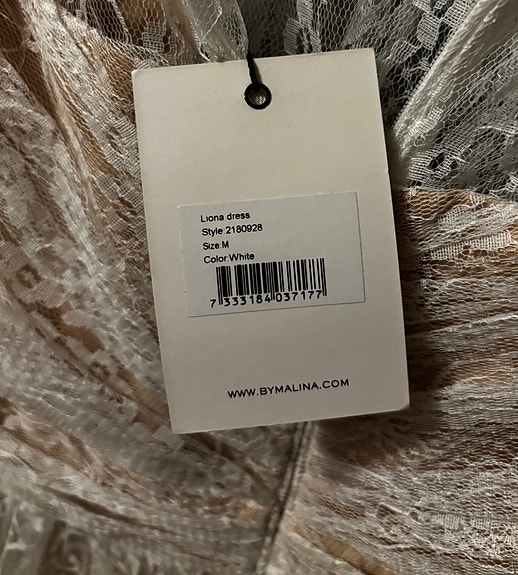 Liona dress
Style:2180928
Size:M
Color:White
7 333184 037177
WWW.BYMALINA.COM